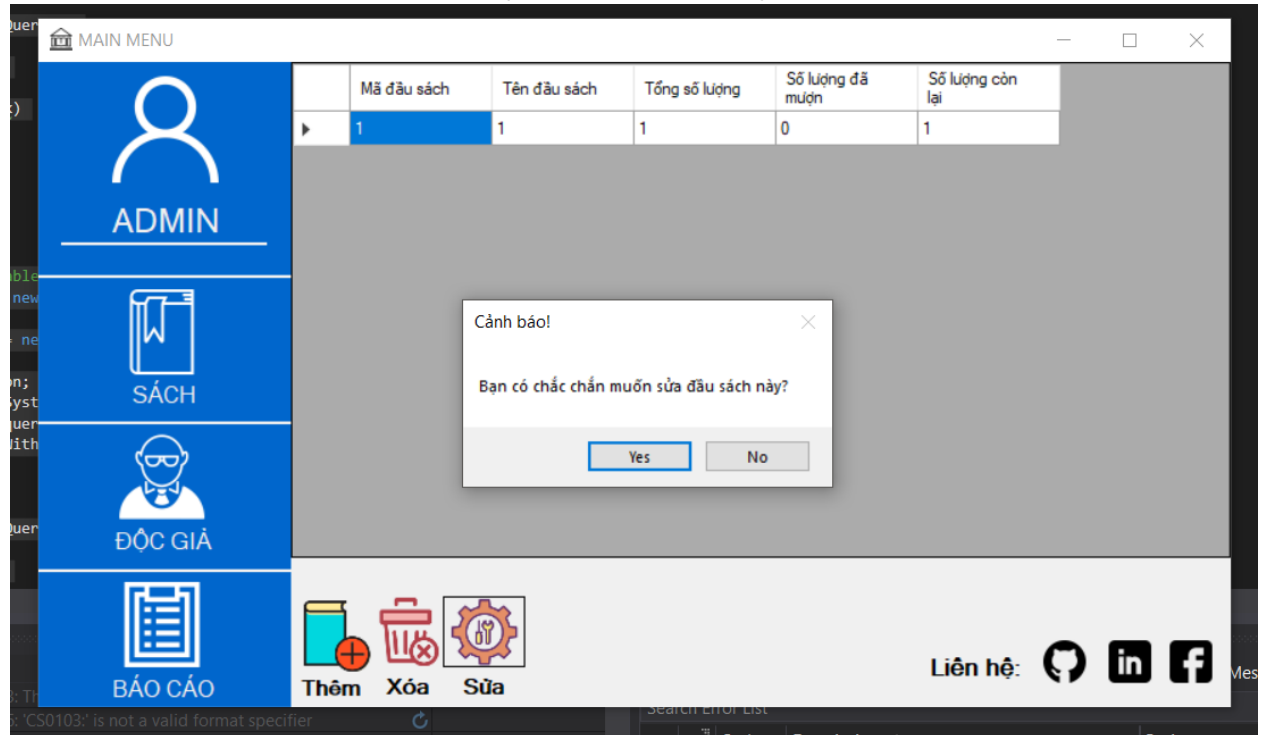 MAIN MENU
ADMIN
SÁCH
ĐỘC GIẢ
BÁO CÁO
Mã đầu sách Tên đầu sách Tổng số lượng Số lượng đã mượn Số lượng còn lại
1 1 1 0 1
Cảnh báo!
Bạn có chắc chắn muốn sửa đầu sách này?
Yes No
Thêm Xóa Sửa
Liên hệ:
'CS0103:' is not a valid format specifier
Search Error List